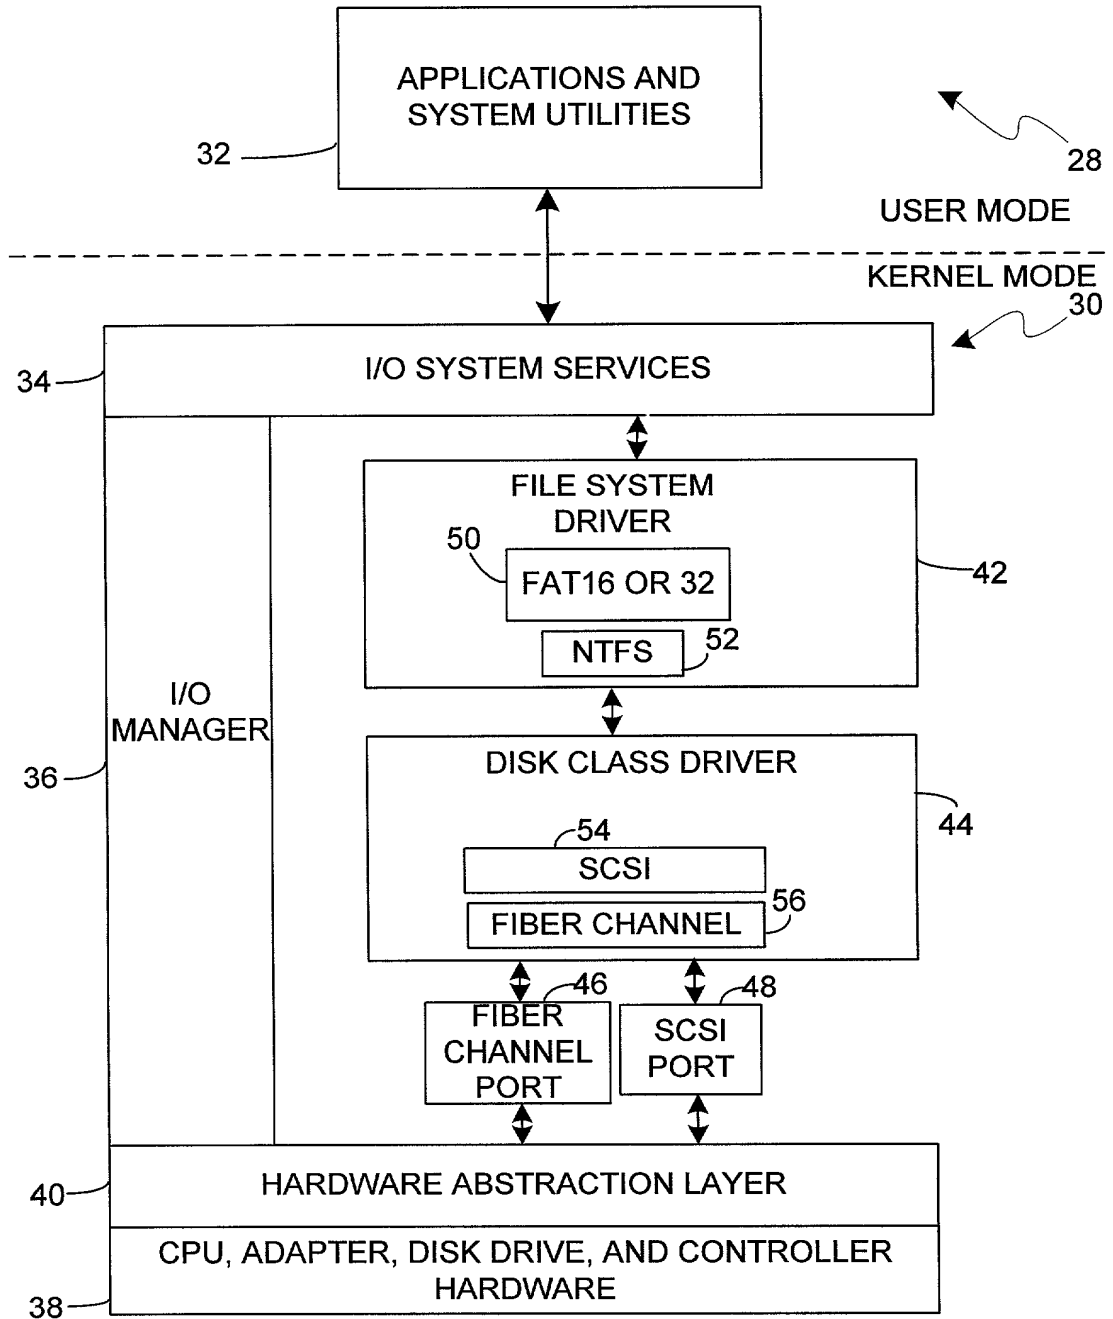 APPLICATIONS AND
SYSTEM UTILITIES
32
28
USER MODE
KERNEL MODE
30
34
I/O SYSTEM SERVICES
FILE SYSTEM
DRIVER
50
FAT16 OR 32
42
NTFS
52
I/O
MANAGER
36
DISK CLASS DRIVER
44
54
SCSI
56
FIBER CHANNEL
46
48
FIBER
CHANNEL
PORT
SCSI
PORT
40
HARDWARE ABSTRACTION LAYER
CPU, ADAPTER, DISK DRIVE, AND CONTROLLER
HARDWARE
38